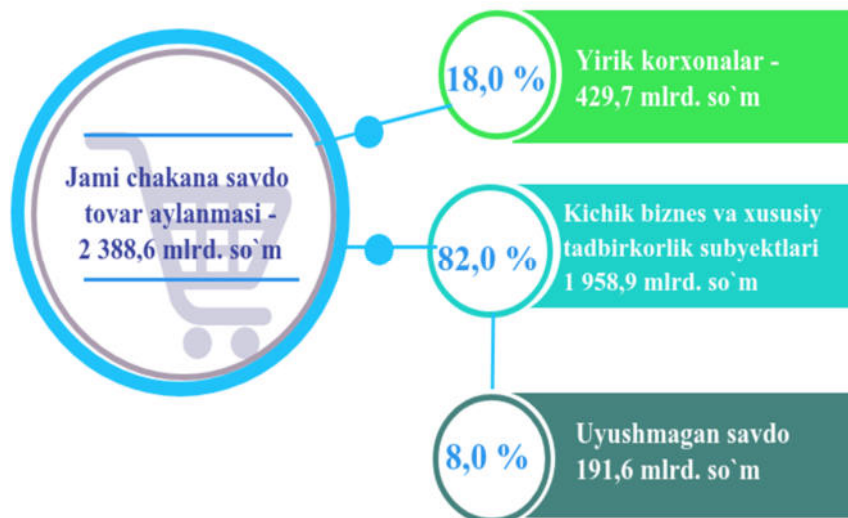 Jami chakana savdo
tovar aylanmasi -
2 388,6 mlrd. so`m
18,0 %
Yirik korxonalar -
429,7 mlrd. so`m
82,0 %
Kichik biznes va xususiy
tadbirkorlik subyektlari
1 958,9 mlrd. so`m
8,0 %
Uyushmagan savdo
191,6 mlrd. so`m